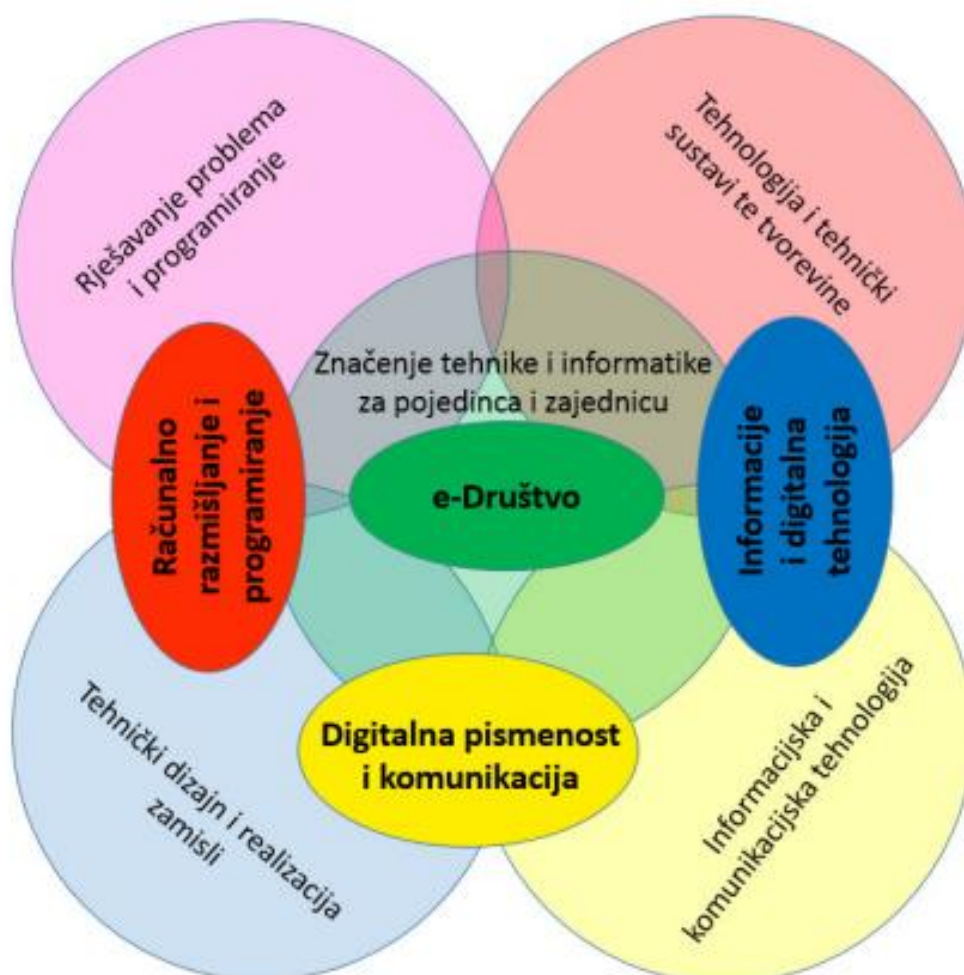 Rješavanje problema
i programiranje
Tehnologija i tehnički
sustavi te tvorevine
Značenje tehnike i informatike
za pojedinca i zajednicu
Računalno
razmišljanje i
programiranje
e-Društvo
Informacije
i digitalna
tehnologija
Digitalna pismenost
i komunikacija
Tehnički dizajn i realizacija
zamisli
Informacijska i
komunikacijska tehnologija